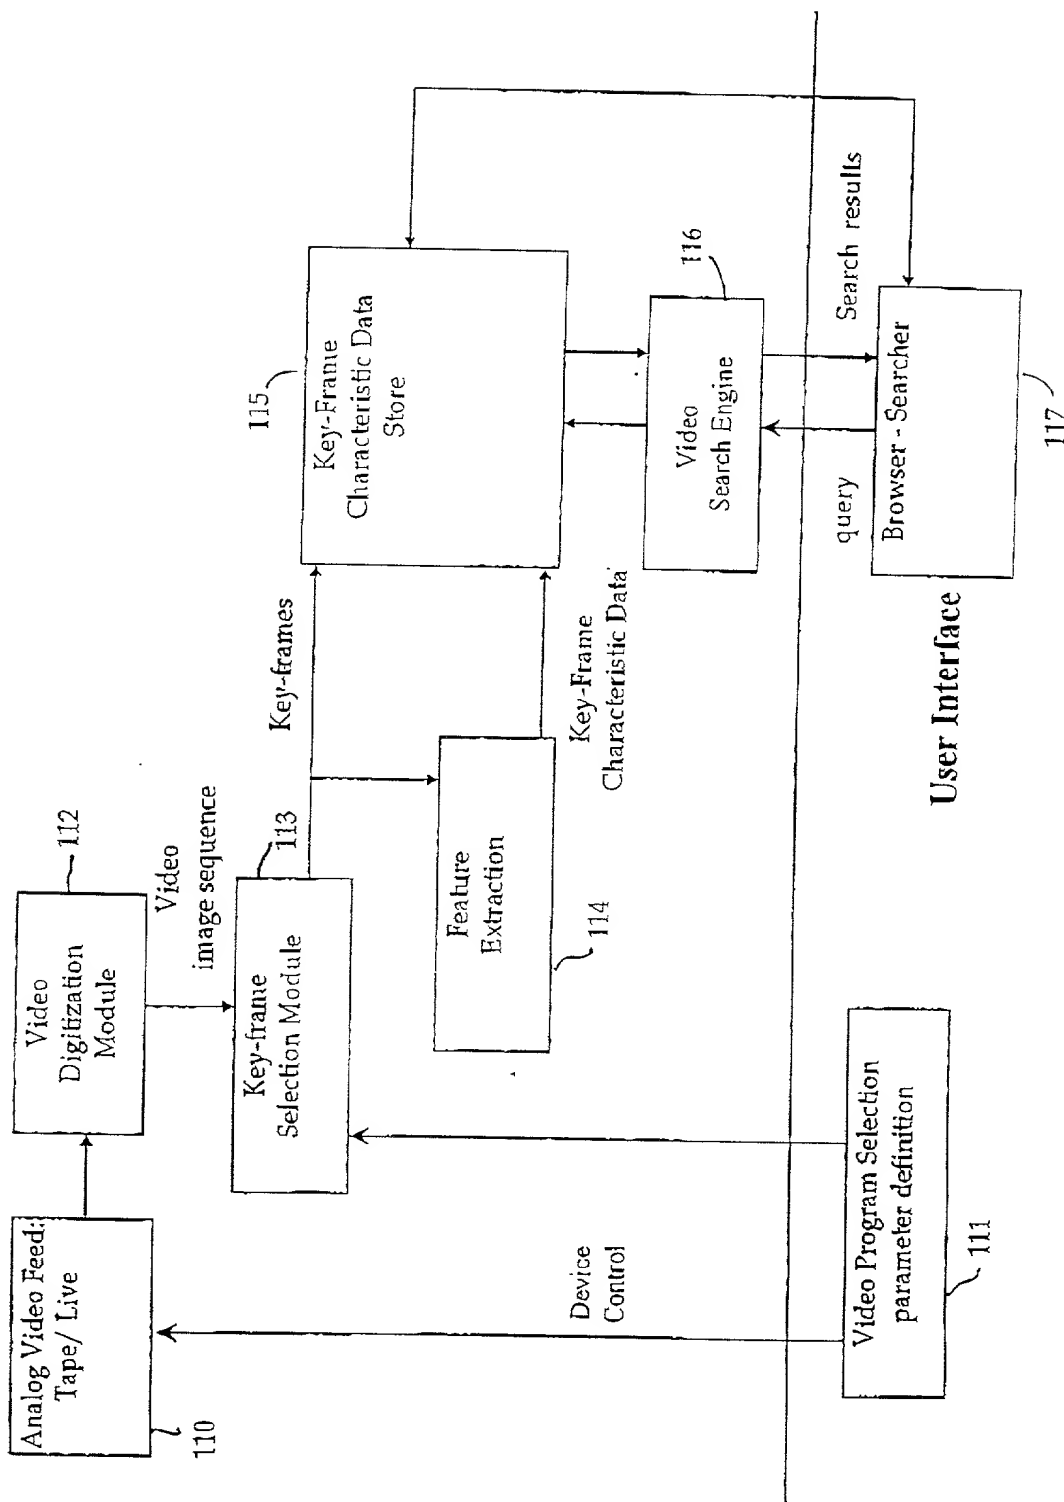 Analog Video Feed:
Tape/ Live
110
Video
Digitization
Module
112
Video
image sequence
Key-frame
Selection Module
113
Key-frames
Feature
Extraction
114
Key-Frame
Characteristic Data
Key-Frame
Characteristic Data
Store
115
Video
Search Engine
116
Device
Control
Video Program Selection
parameter definition
111
query
Search results
Browser - Searcher
117
User Interface